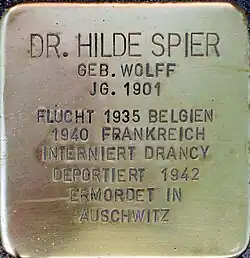 DR. HILDE SPIER
GEB. WOLFF
JG. 1901
FLUCHT 1935 BELGIEN
1940 FRANKREICH
INTERNIERT DRANCY
DEPORTIERT 1942
ERMORDET IN
AUSCHWITZ